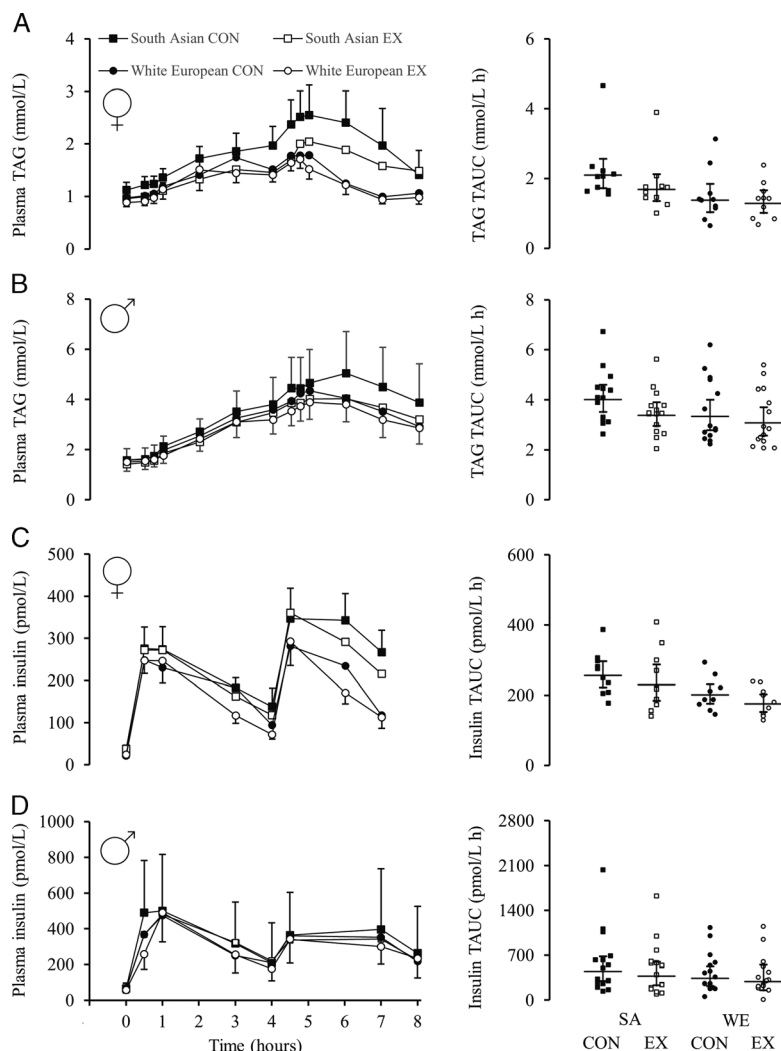 A
South Asian CON
South Asian EX
White European CON
White European EX
Plasma TAG (mmol/L)
4
3
2
1
0
TAG TAUC (mmol/L h)
6
4
2
0
B
Plasma TAG (mmol/L)
8
6
4
2
0
TAG TAUC (mmol/L h)
8
6
4
2
0
C
Plasma insulin (pmol/L)
500
400
300
200
100
0
Insulin TAUC (pmol/L h)
600
400
200
0
D
Plasma insulin (pmol/L)
1000
800
600
400
200
0
0 1 2 3 4 5 6 7 8
Time (hours)
Insulin TAUC (pmol/L h)
2800
2100
1400
700
0
SA WE
CON EX CON EX